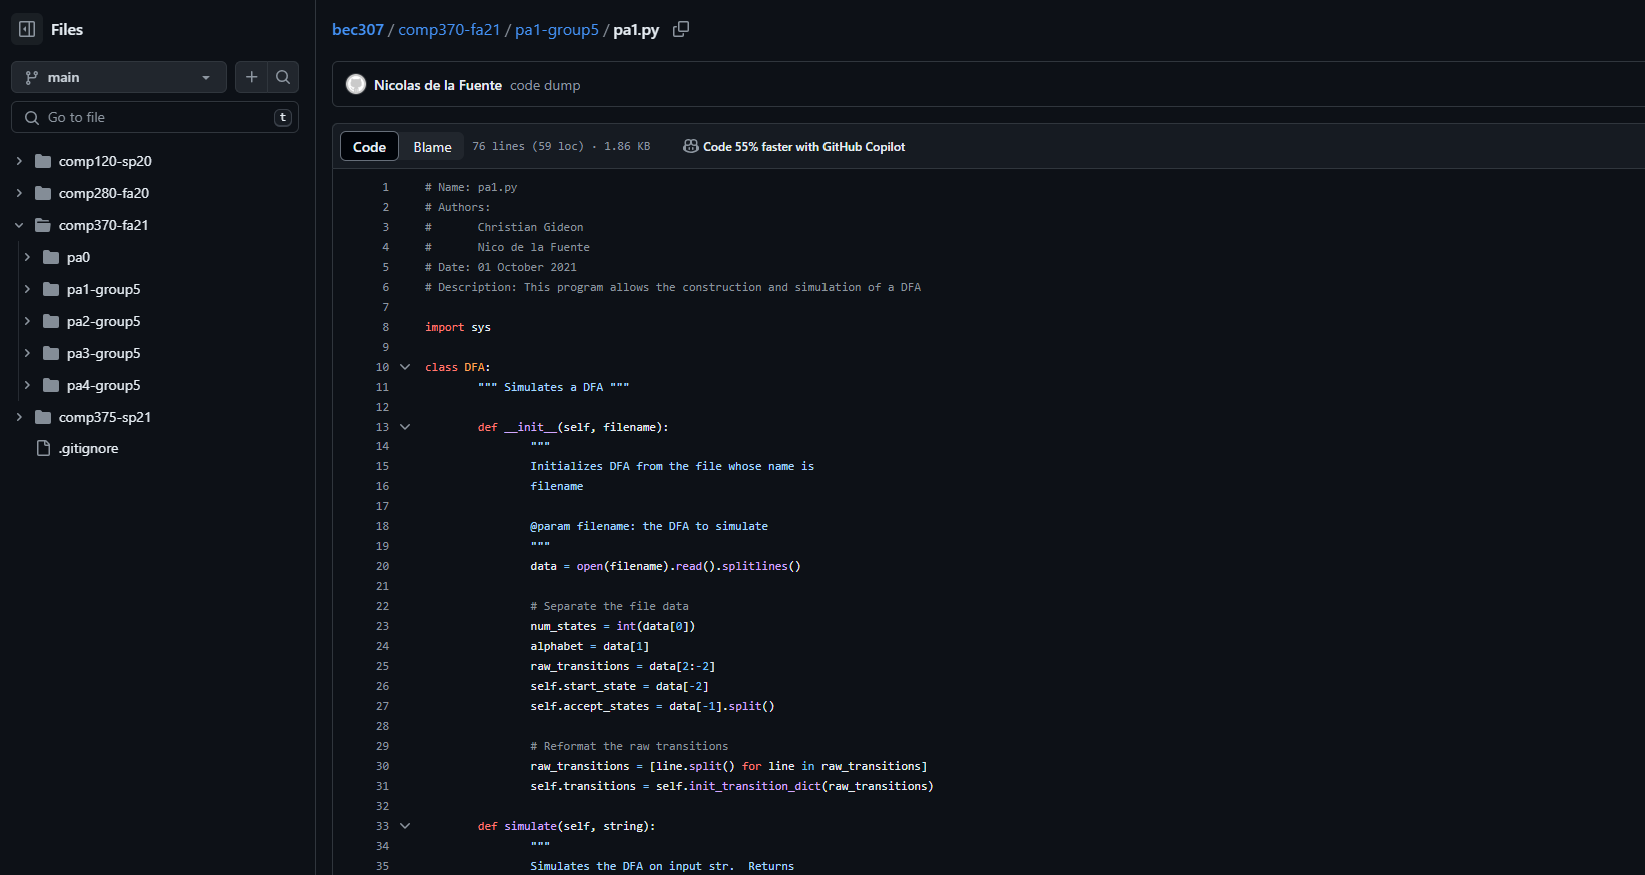 Files
main
Go to file
t
comp120-sp20
comp280-fa20
comp370-fa21
pa0
pa1-group5
pa2-group5
pa3-group5
pa4-group5
comp375-sp21
.gitignore
bec307 / comp370-fa21 / pa1-group5 / pa1.py
Nicolas de la Fuente code dump
Code Blame 76 lines (59 loc) · 1.86 KB Code 55% faster with GitHub Copilot
1 # Name: pa1.py
2 # Authors:
3 #       Christian Gideon
4 #       Nico de la Fuente
5 # Date: 01 October 2021
6 # Description: This program allows the construction and simulation of a DFA
7
8 import sys
9
10 class DFA:
11         """ Simulates a DFA """
12
13         def __init__(self, filename):
14                 """
15                 Initializes DFA from the file whose name is
16                 filename
17
18                 @param filename: the DFA to simulate
19                 """
20                 data = open(filename).read().splitlines()
21
22                 # Separate the file data
23                 num_states = int(data[0])
24                 alphabet = data[1]
25                 raw_transitions = data[2:-2]
26                 self.start_state = data[-2]
27                 self.accept_states = data[-1].split()
28
29                 # Reformat the raw transitions
30                 raw_transitions = [line.split() for line in raw_transitions]
31                 self.transitions = self.init_transition_dict(raw_transitions)
32
33         def simulate(self, string):
34                 """
35                 Simulates the DFA on input str.  Returns